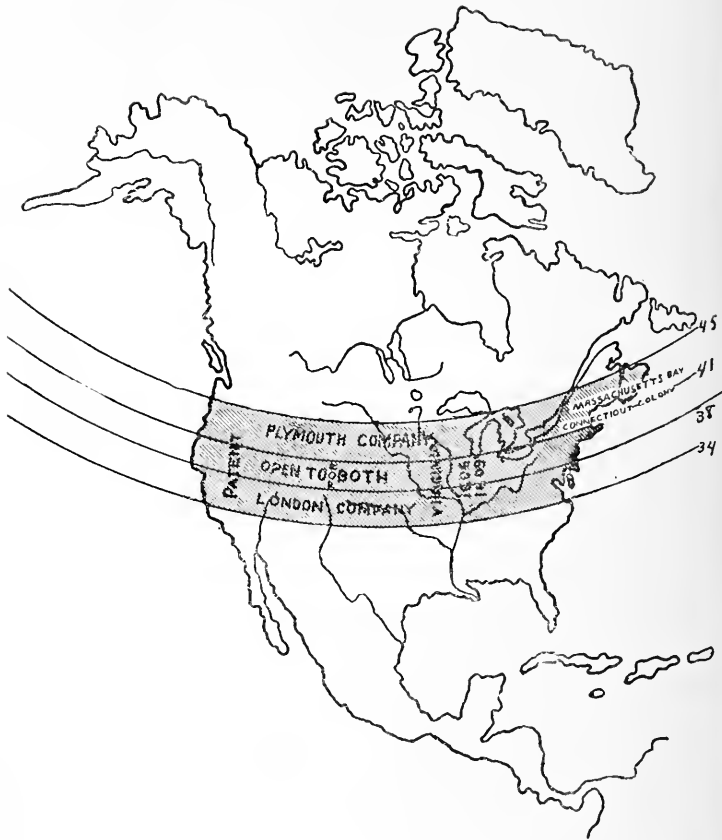 45
MASSACHUSETTS BAY
41
CONNECTICUT COLONY
38
PLYMOUTH COMPANY
34
OPEN TO BOTH
LONDON COMPANY
PATENT
OF
VIRGINIA
1606
1609